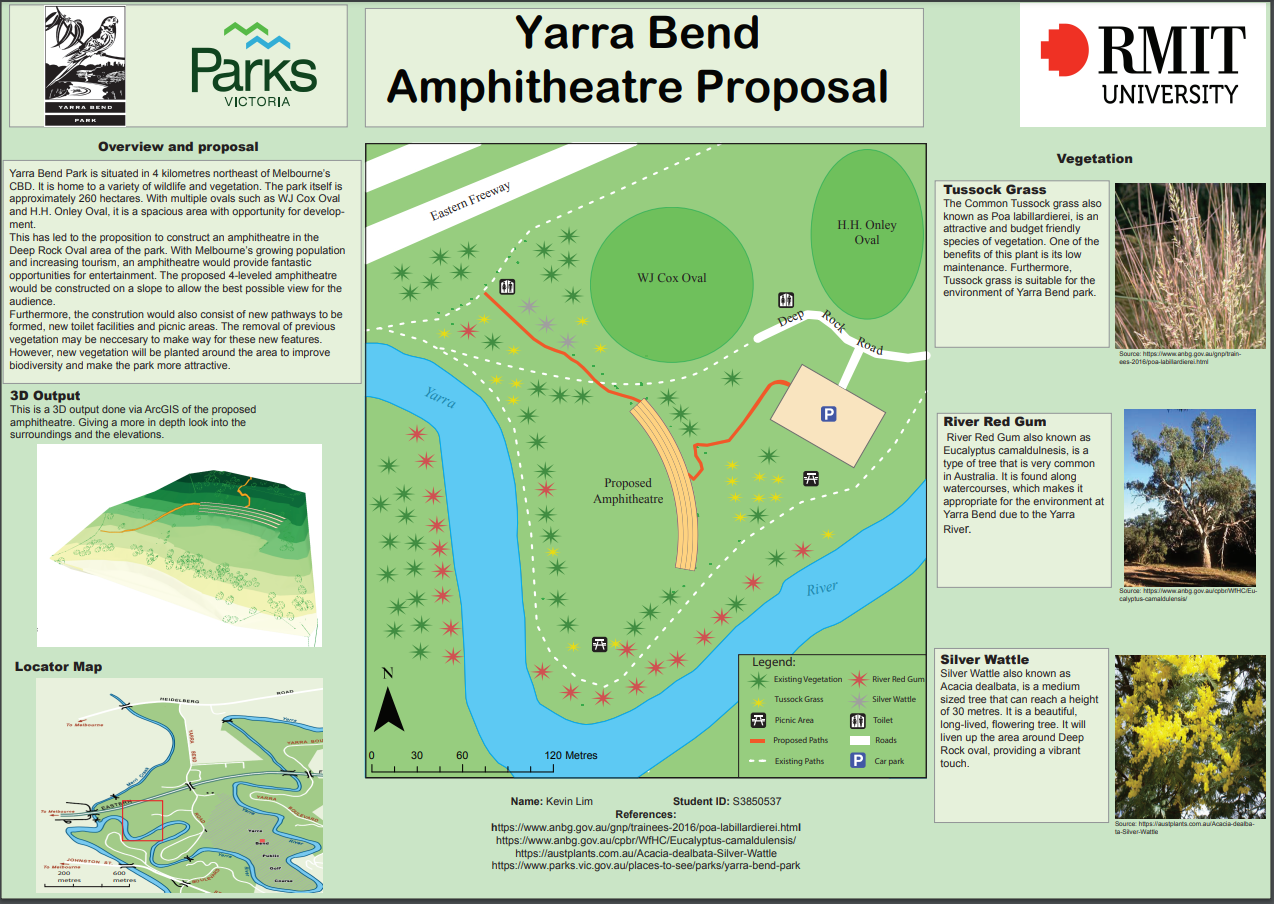 YARRA BEND
PARK
Parks
VICTORIA
Yarra Bend
Amphitheatre Proposal
RMIT
UNIVERSITY
Overview and proposal
Yarra Bend Park is situated in 4 kilometres northeast of Melbourne's
CBD. It is home to a variety of wildlife and vegetation. The park itself is
approximately 260 hectares. With multiple ovals such as WJ Cox Oval
and H.H. Onley Oval, it is a spacious area with opportunity for develop-
ment.
This has led to the proposition to construct an amphitheatre in the
Deep Rock Oval area of the park. With Melbourne's growing population
and increasing tourism, an amphitheatre would provide fantastic
opportunities for entertainment. The proposed 4-leveled amphitheatre
would be constructed on a slope to allow the best possible view for the
audience.
Furthermore, the constrution would also consist of new pathways to be
formed, new toilet facilities and picnic areas. The removal of previous
vegetation may be neccesary to make way for these new features.
However, new vegetation will be planted around the area to improve
biodiversity and make the park more attractive.
3D Output
This is a 3D output done via ArcGIS of the proposed
amphitheatre. Giving a more in depth look into the
surroundings and the elevations.
Locator Map
HEIDELBERG
ROAD
To Melbourne
Yarra
YARRA BEND
Merri Creek
YARRA BOU
To Melbourne
EASTERN
YARRA
BOULEVARD
ROAD
Yarra
Bend
Public
Golf
Course
River
Yarra
JOHNSTON ST.
To Melbourne
BOULEVARD
200
metres
600
metres
Eastern Freeway
WJ Cox Oval
H.H. Onley
Oval
Deep Rock Road
Yarra
P
Proposed
Amphitheatre
River
N
0 30 60 120 Metres
Legend:
Existing Vegetation
River Red Gum
Tussock Grass
Silver Wattle
Picnic Area
Toilet
Proposed Paths
Roads
Existing Paths
P
Car park
Name: Kevin Lim Student ID: S3850537
References:
https://www.anbg.gov.au/gnp/trainees-2016/poa-labillardierei.html
https://www.anbg.gov.au/cpbr/WfHC/Eucalyptus-camaldulensis/
https://austplants.com.au/Acacia-dealbata-Silver-Wattle
https://www.parks.vic.gov.au/places-to-see/parks/yarra-bend-park
Vegetation
Tussock Grass
The Common Tussock grass also
known as Poa labillardierei, is an
attractive and budget friendly
species of vegetation. One of the
benefits of this plant is its low
maintenance. Furthermore,
Tussock grass is suitable for the
environment of Yarra Bend park.
Source: https://www.anbg.gov.au/gnp/train-
ees-2016/poa-labillardierei.html
River Red Gum
River Red Gum also known as
Eucalyptus camaldulnesis, is a
type of tree that is very common
in Australia. It is found along
watercourses, which makes it
appropriate for the environment at
Yarra Bend due to the Yarra
River.
Source: https://www.anbg.gov.au/cpbr/WfHC/Eu-
calyptus-camaldulensis/
Silver Wattle
Silver Wattle also known as
Acacia dealbata, is a medium
sized tree that can reach a height
of 30 metres. It is a beautiful,
long-lived, flowering tree. It will
liven up the area around Deep
Rock oval, providing a vibrant
touch.
Source: https://austplants.com.au/Acacia-dealba-
ta-Silver-Wattle